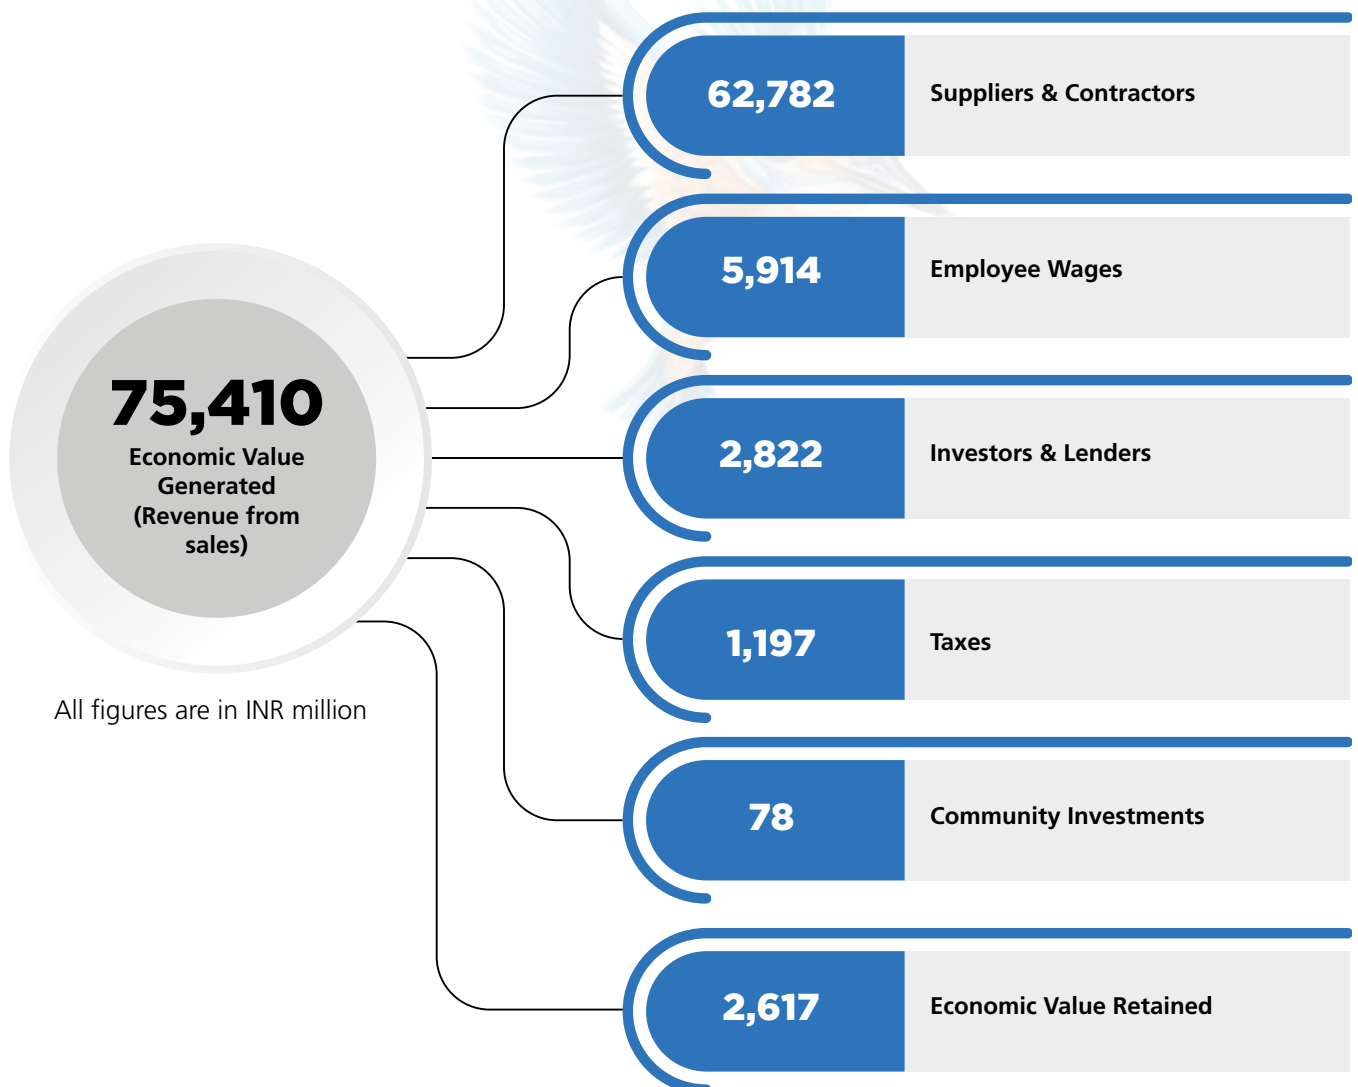 62,782
Suppliers & Contractors
5,914
Employee Wages
75,410
Economic Value
Generated
(Revenue from
sales)
2,822
Investors & Lenders
1,197
Taxes
All figures are in INR million
78
Community Investments
2,617
Economic Value Retained